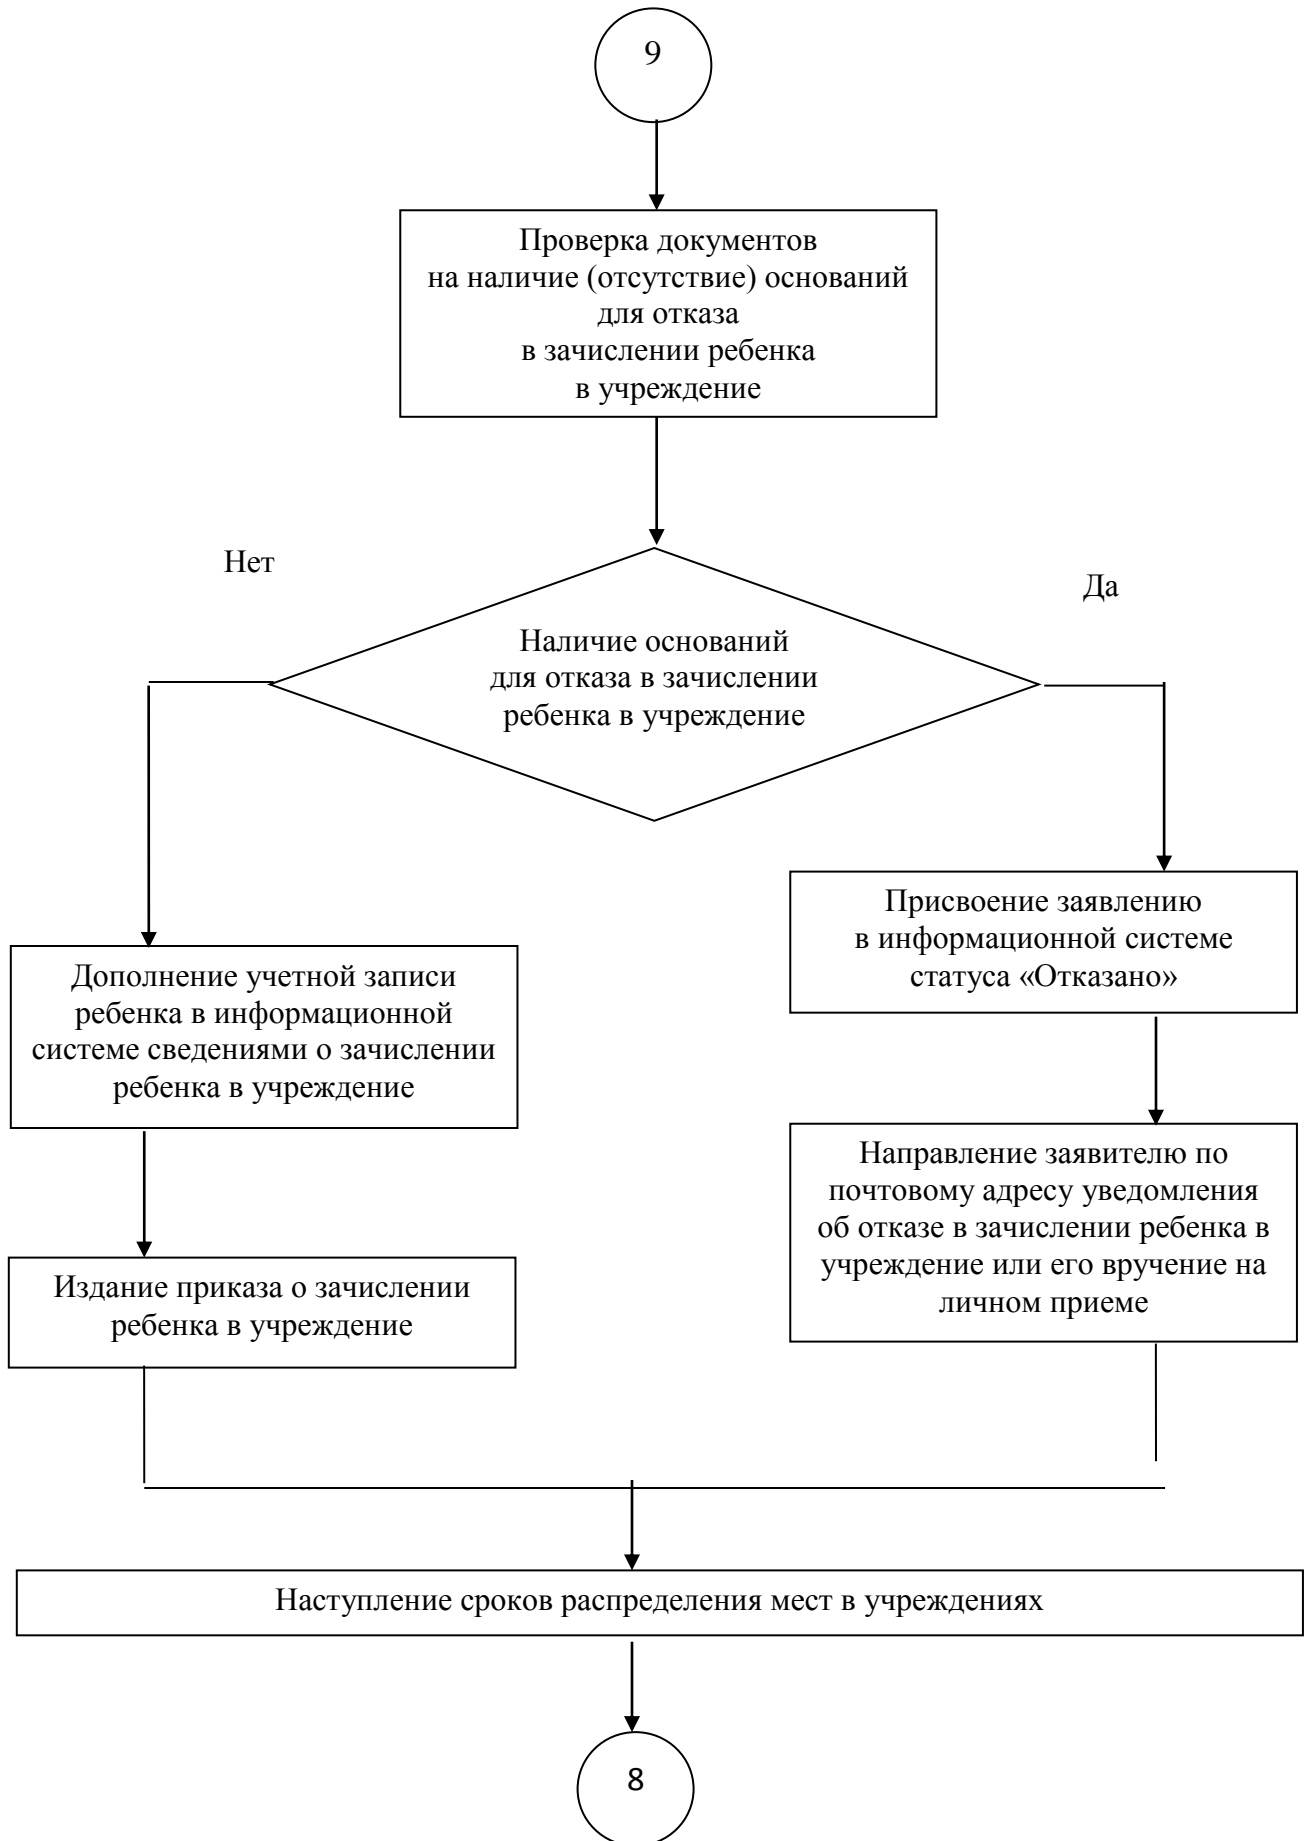 9
Проверка документов
на наличие (отсутствие) оснований
для отказа
в зачислении ребенка
в учреждение
Нет
Да
Наличие оснований
для отказа в зачислении
ребенка в учреждение
Присвоение заявлению
в информационной системе
статуса «Отказано»
Дополнение учетной записи
ребенка в информационной
системе сведениями о зачислении
ребенка в учреждение
Направление заявителю по
почтовому адресу уведомления
об отказе в зачислении ребенка в
учреждение или его вручение на
личном приеме
Издание приказа о зачислении
ребенка в учреждение
Наступление сроков распределения мест в учреждениях
8